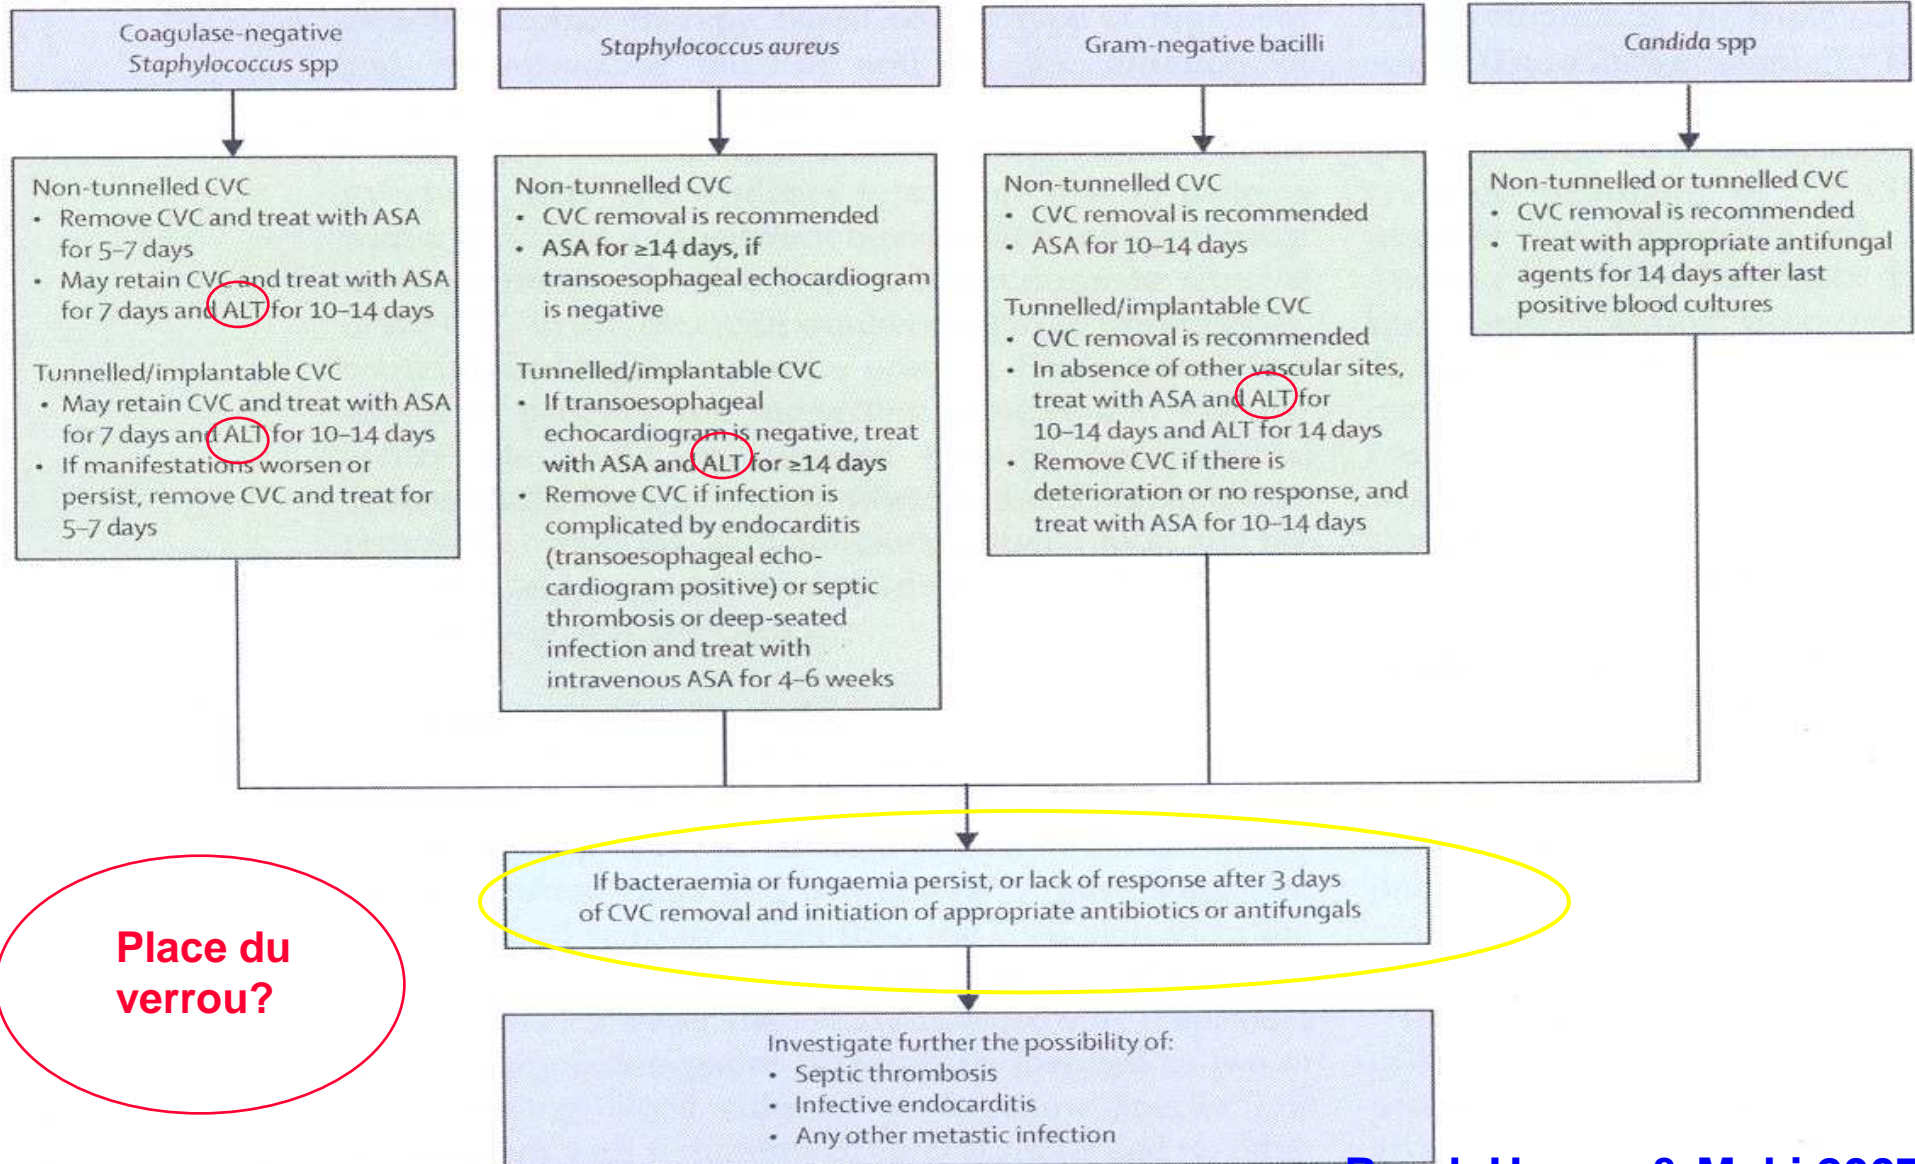 Coagulase-negative
Staphylococcus spp
Staphylococcus aureus
Gram-negative bacilli
Candida spp
Non-tunnelled CVC
• Remove CVC and treat with ASA
for 5–7 days
• May retain CVC and treat with ASA
for 7 days and ALT for 10–14 days
Tunnelled/implantable CVC
• May retain CVC and treat with ASA
for 7 days and ALT for 10–14 days
• If manifestations worsen or
persist, remove CVC and treat for
5–7 days
Non-tunnelled CVC
• CVC removal is recommended
• ASA for ≥14 days, if
transoesophageal echocardiogram
is negative
Tunnelled/implantable CVC
• If transoesophageal
echocardiogram is negative, treat
with ASA and ALT for ≥14 days
• Remove CVC if infection is
complicated by endocarditis
(transoesophageal echo-
cardiogram positive) or septic
thrombosis or deep-seated
infection and treat with
intravenous ASA for 4–6 weeks
Non-tunnelled CVC
• CVC removal is recommended
• ASA for 10–14 days
Tunnelled/implantable CVC
• CVC removal is recommended
• In absence of other vascular sites,
treat with ASA and ALT for
10–14 days and ALT for 14 days
• Remove CVC if there is
deterioration or no response, and
treat with ASA for 10–14 days
Non-tunnelled or tunnelled CVC
• CVC removal is recommended
• Treat with appropriate antifungal
agents for 14 days after last
positive blood cultures
If bacteraemia or fungaemia persist, or lack of response after 3 days
of CVC removal and initiation of appropriate antibiotics or antifungals
Place du
verrou?
Investigate further the possibility of:
• Septic thrombosis
• Infective endocarditis
• Any other metastic infection
& Maki 2007